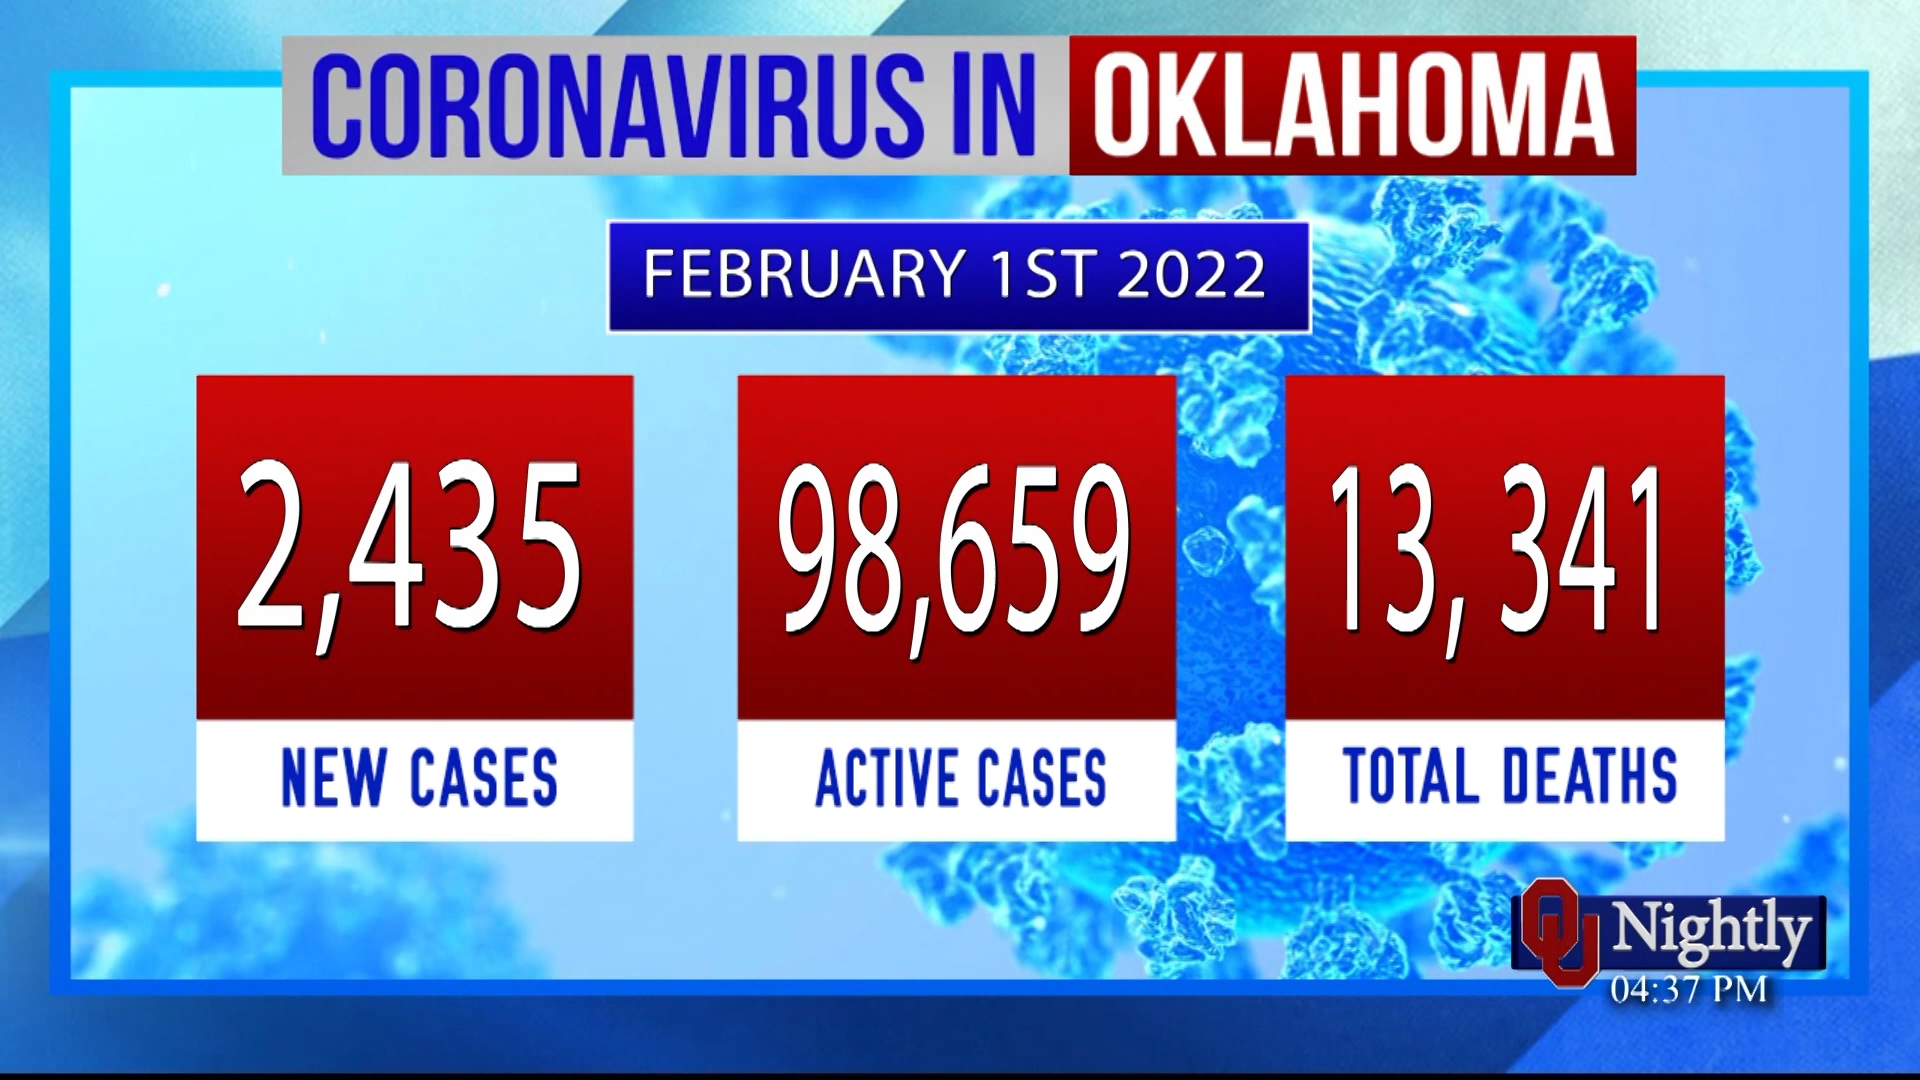 CORONAVIRUS IN OKLAHOMA
FEBRUARY 1ST 2022
2,435
NEW CASES
98,659
ACTIVE CASES
13, 341
TOTAL DEATHS
OU Nightly
04:37 PM